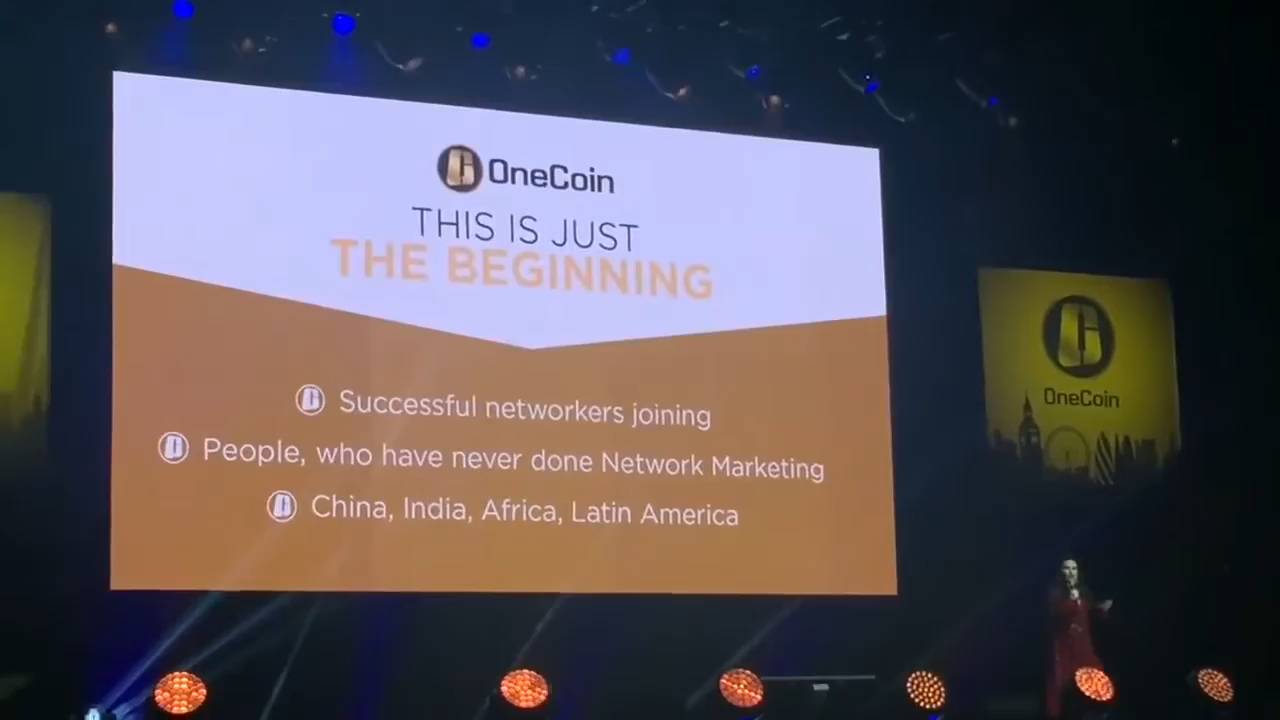 OneCoin
THIS IS JUST
THE BEGINNING
Successful networkers joining
People, who have never done Network Marketing
China, India, Africa, Latin America
OneCoin